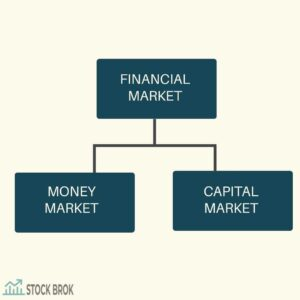 FINANCIAL
MARKET
MONEY
MARKET
CAPITAL
MARKET
STOCK BROK